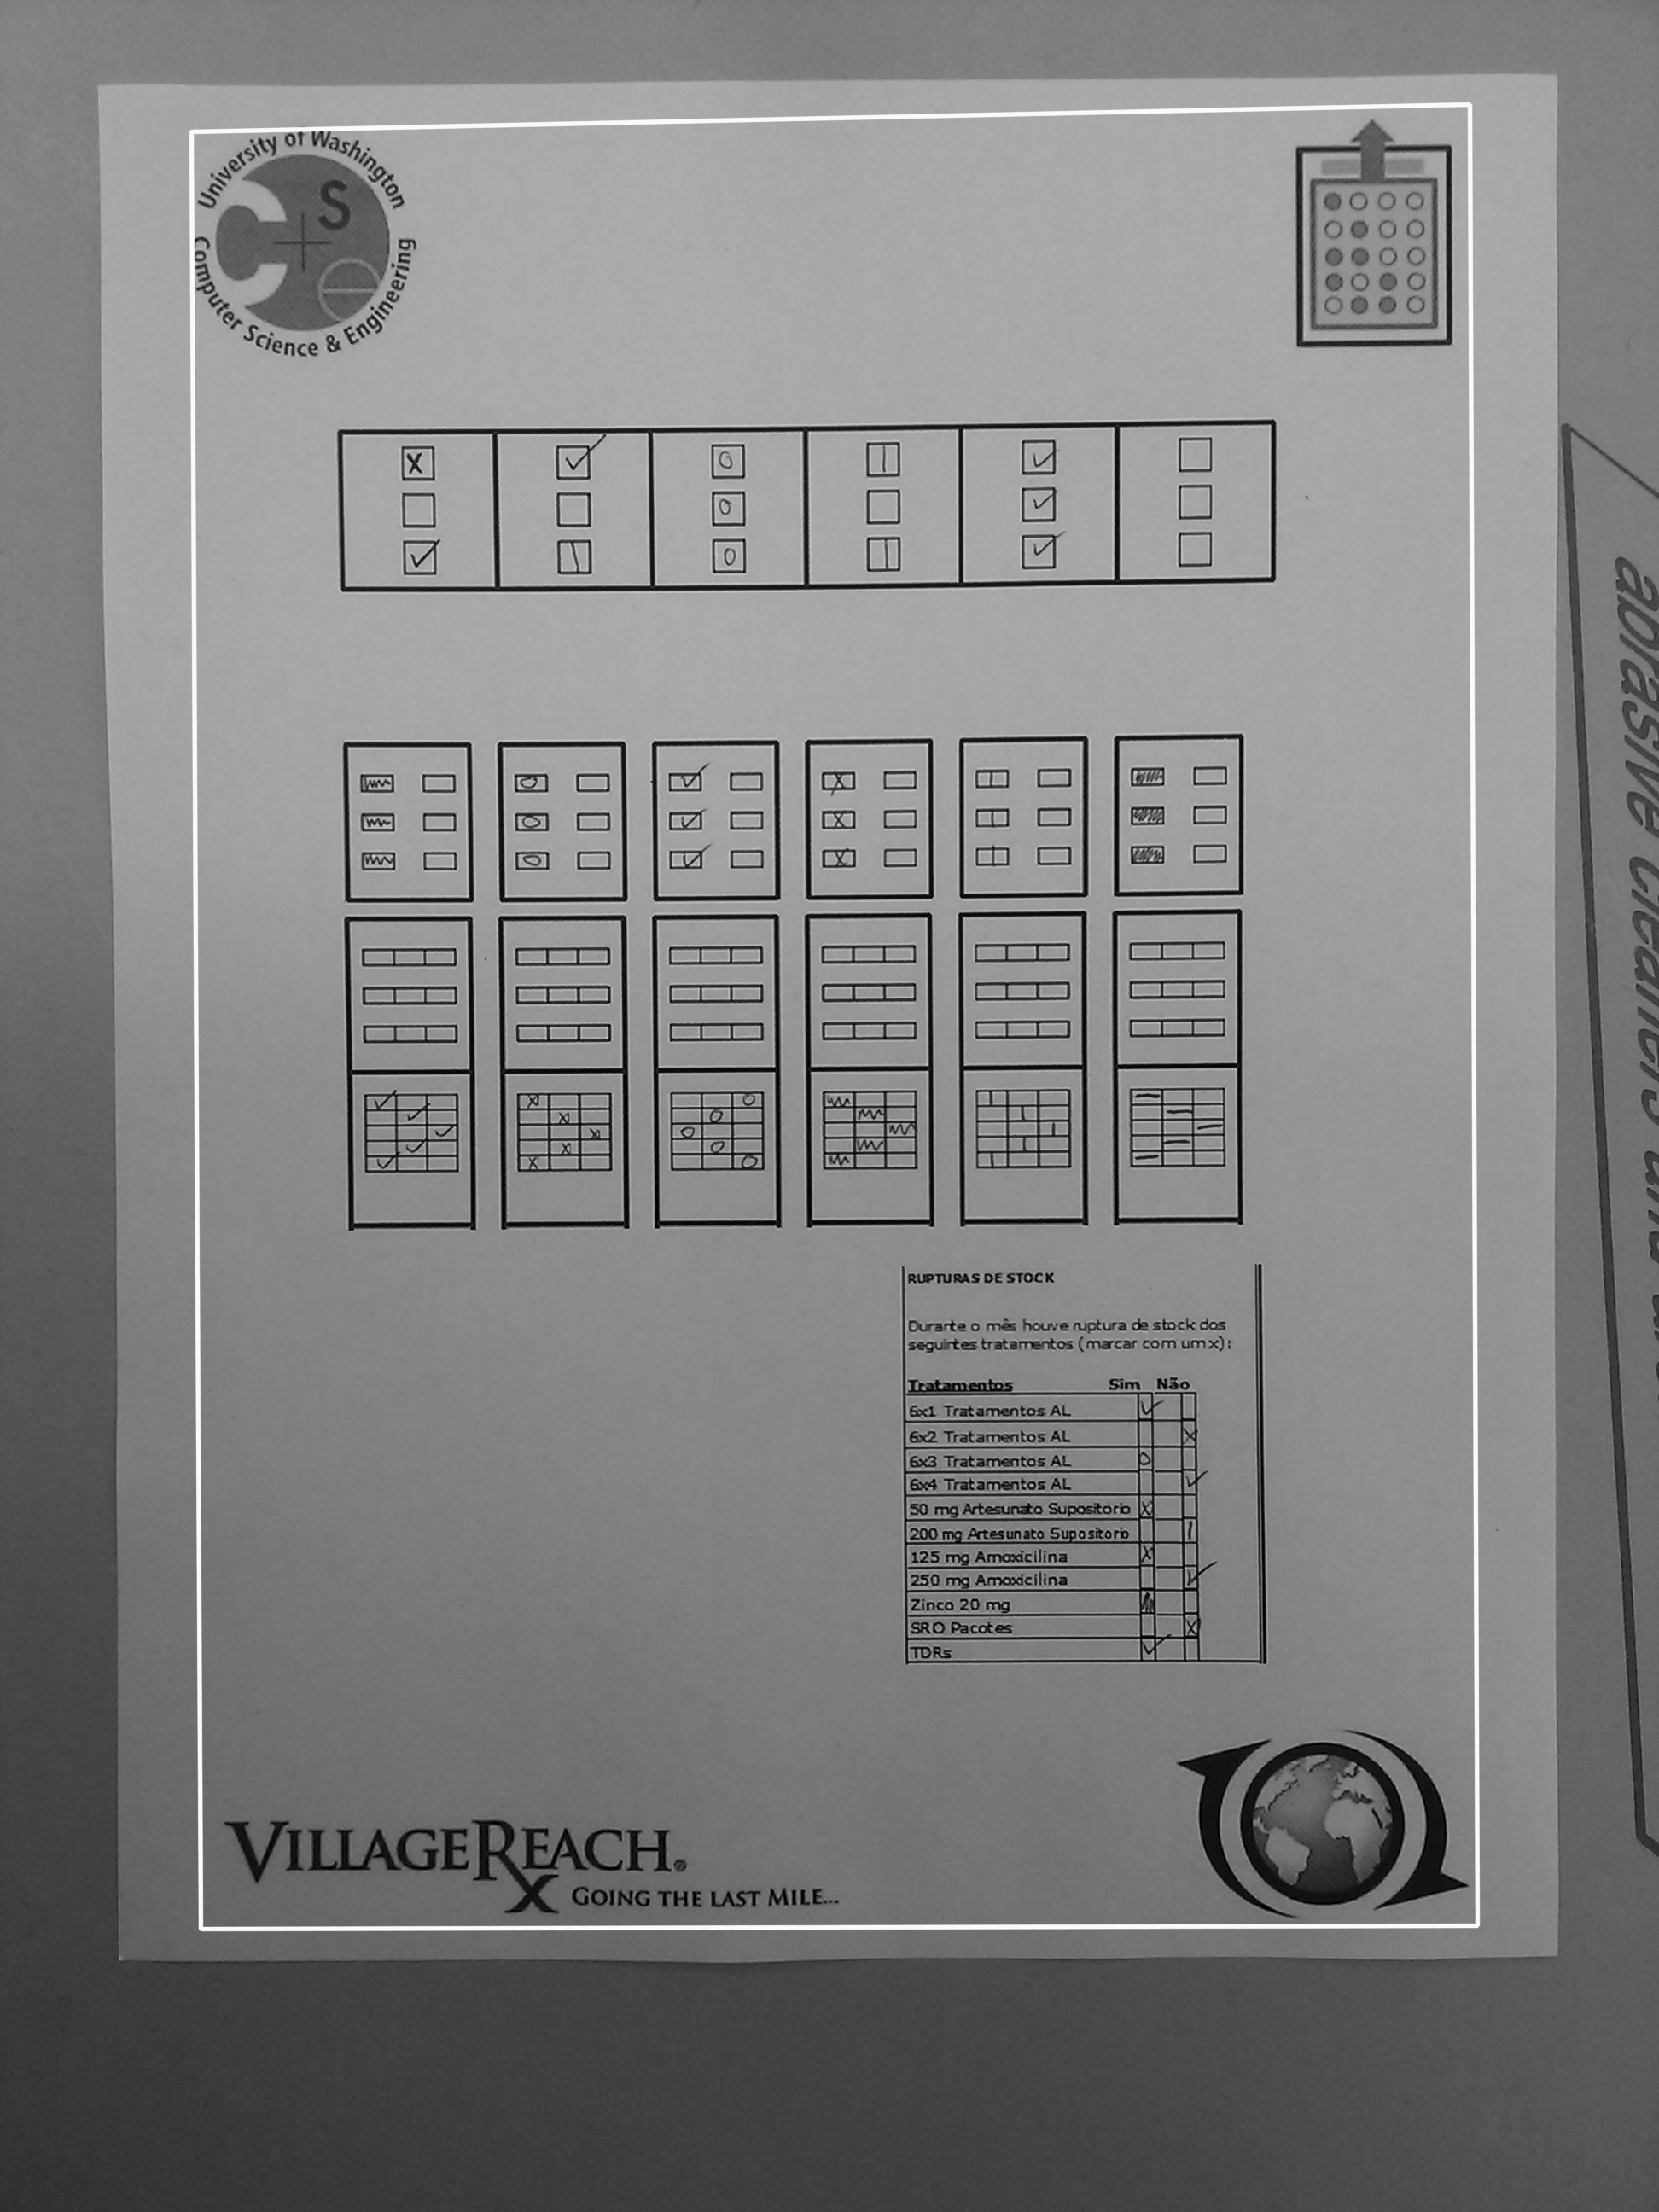 University of Washington
Computer Science & Engineering
C S e
RUPTURAS DE STOCK
Durante o mês houve ruptura de stock dos
seguintes tratamentos (marcar com um x):
Tratamentos Sim Não
6x1 Tratamentos AL
6x2 Tratamentos AL
6x3 Tratamentos AL
6x4 Tratamentos AL
50 mg Artesunato Supositorio
200 mg Artesunato Supositorio
125 mg Amoxicilina
250 mg Amoxicilina
Zinco 20 mg
SRO Pacotes
TDRs
VILLAGEREACH®
GOING THE LAST MILE...
abrasive cleaners and